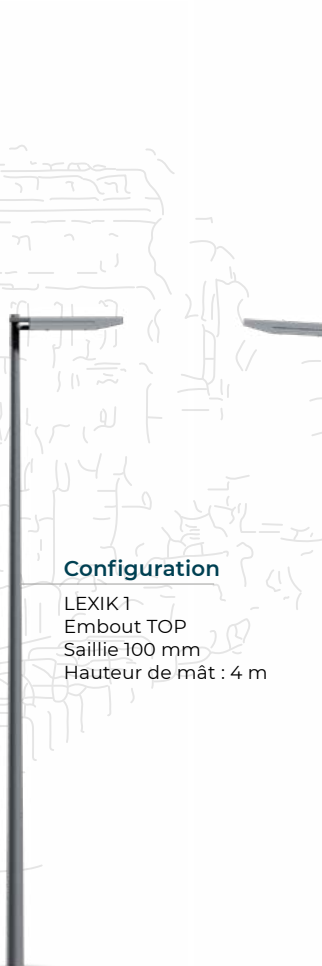 Configuration
LEXIK 1
Embout TOP
Saillie 100 mm
Hauteur de mât : 4 m